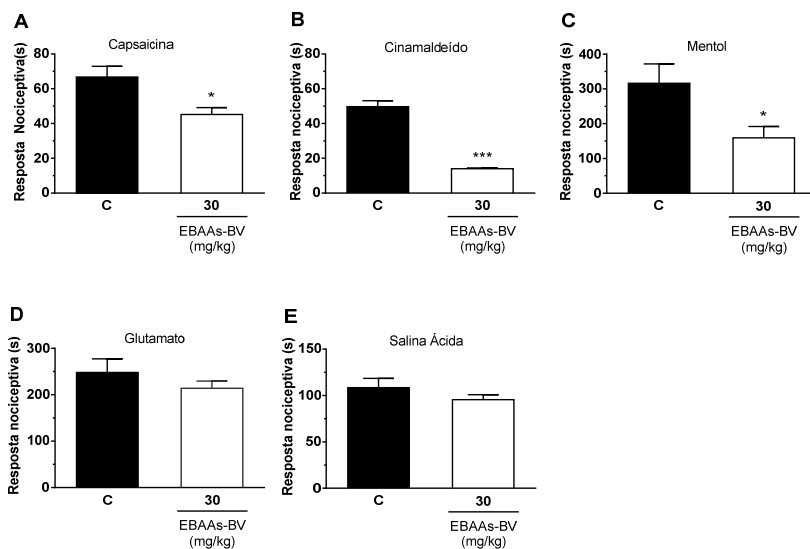 A
Capsaicina
Resposta Nociceptiva(s)
80
60
40
20
0
*
C
30
EBAAs-BV
(mg/kg)
B
Cinamaldeído
Resposta nociceptiva (s)
80
60
40
20
0
***
C
30
EBAAs-BV
(mg/kg)
C
Mentol
Resposta nociceptiva (s)
400
300
200
100
0
*
C
30
EBAAs-BV
(mg/kg)
D
Glutamato
Resposta nociceptiva (s)
300
200
100
0
C
30
EBAAs-BV
(mg/kg)
E
Salina Ácida
Resposta nociceptiva (s)
150
100
50
0
C
30
EBAAs-BV
(mg/kg)